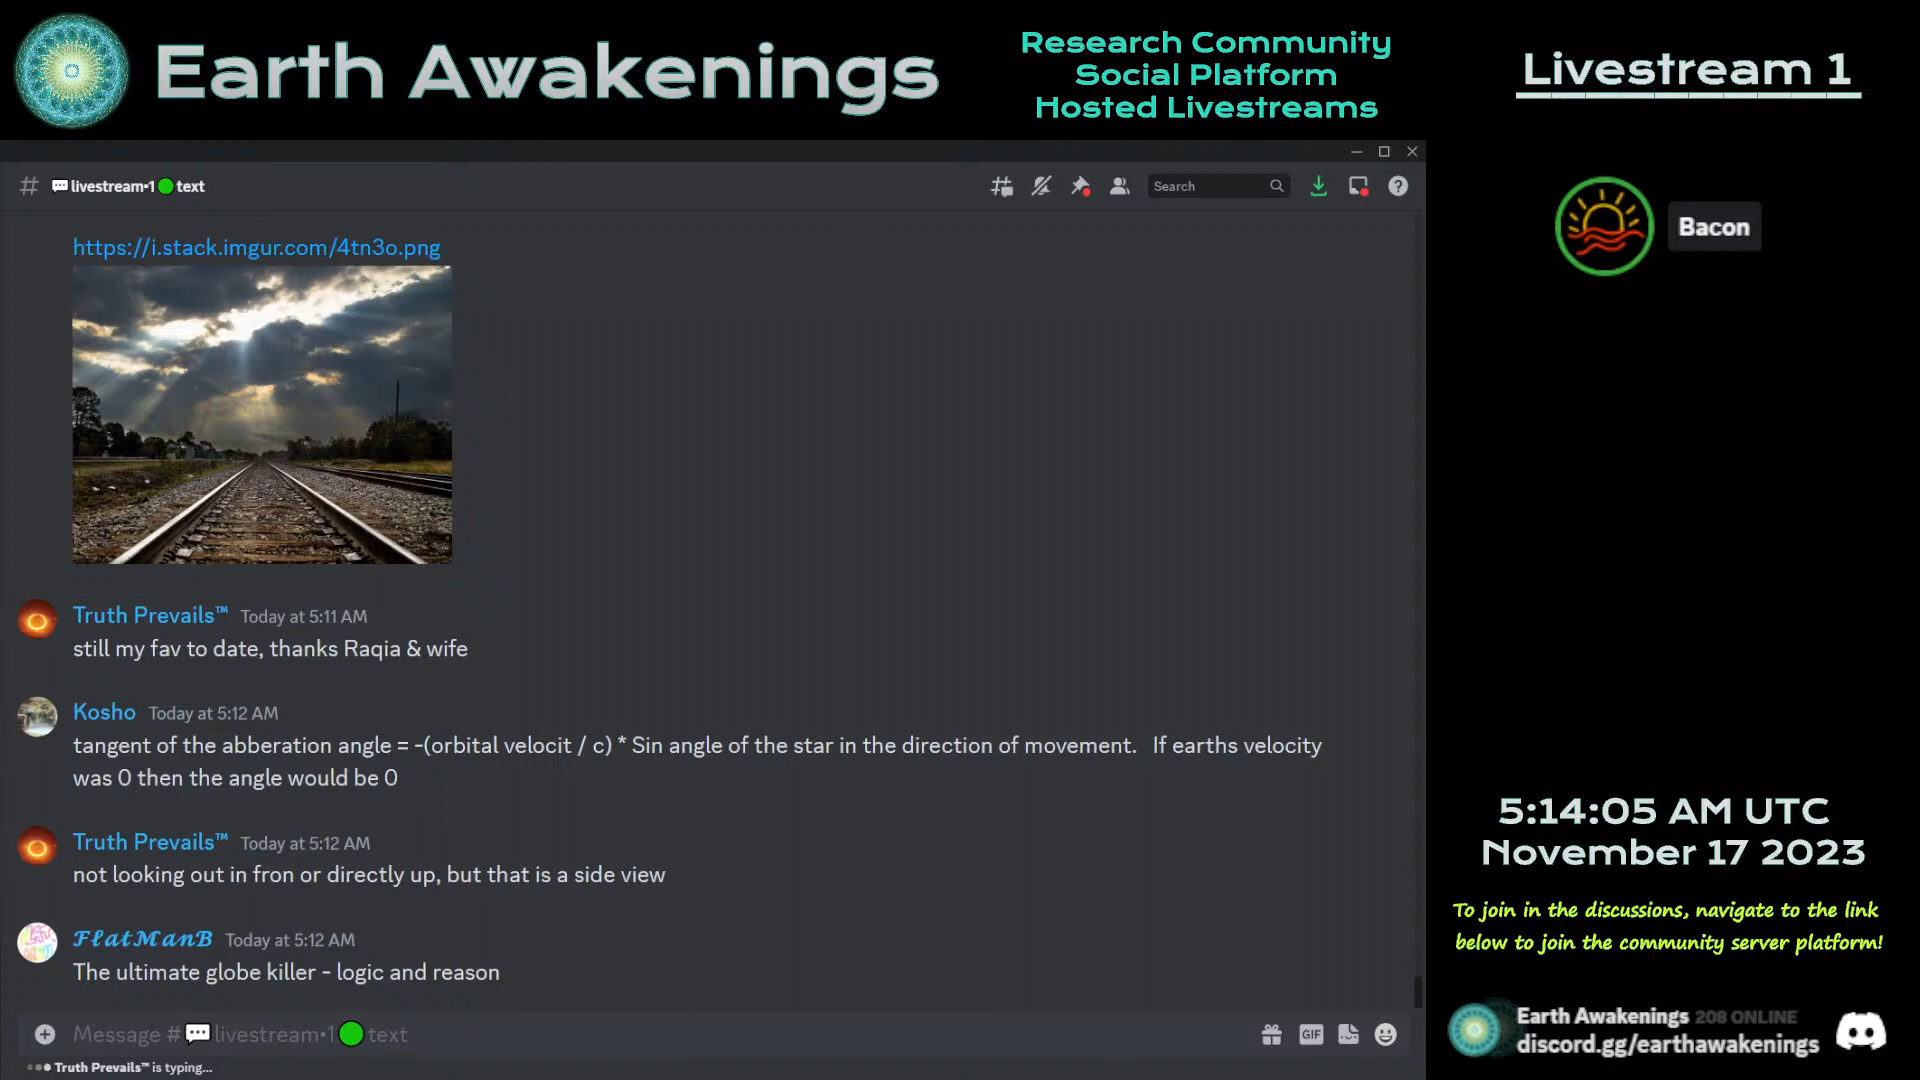 Earth Awakenings
Research Community
Social Platform
Hosted Livestreams
Livestream 1
# 💬livestream•1🟢text
Search
Bacon
https://i.stack.imgur.com/4tn3o.png
Truth Prevails™ Today at 5:11 AM
still my fav to date, thanks Raqia & wife
Kosho Today at 5:12 AM
tangent of the abberation angle = -(orbital velocit / c) * Sin angle of the star in the direction of movement. If earths velocity
was 0 then the angle would be 0
Truth Prevails™ Today at 5:12 AM
not looking out in fron or directly up, but that is a side view
FlatManB Today at 5:12 AM
The ultimate globe killer - logic and reason
Message #💬livestream•1🟢text
GIF
Truth Prevails™ is typing...
5:14:05 AM UTC
November 17 2023
To join in the discussions, navigate to the link
below to join the community server platform!
Earth Awakenings 208 ONLINE
discord.gg/earthawakenings